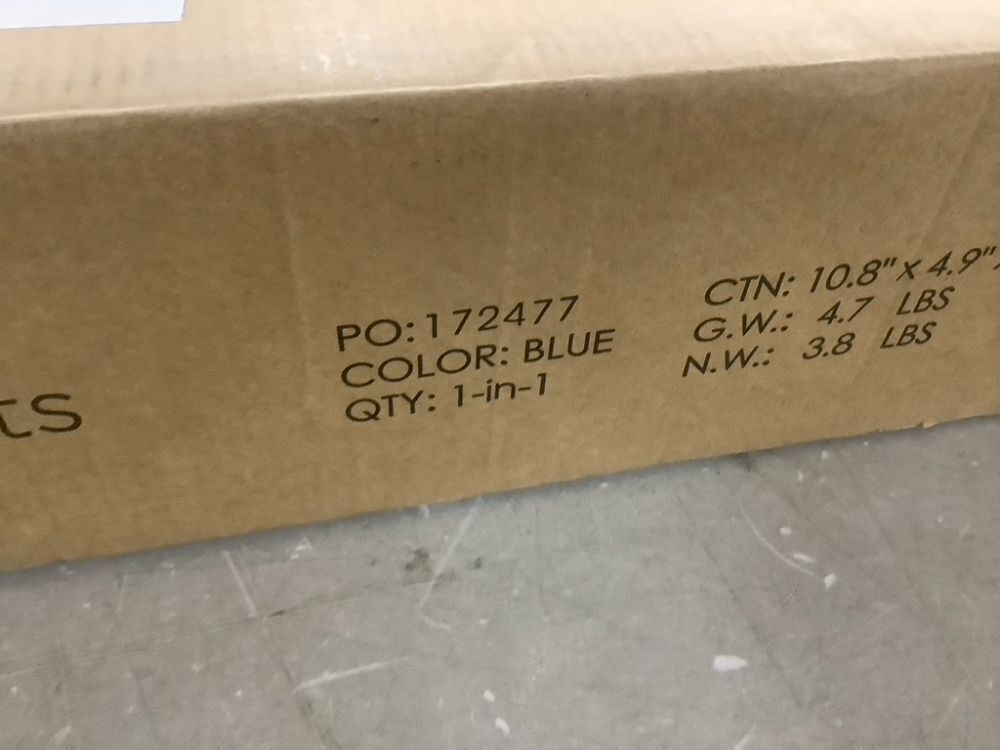 ts
PO:172477
COLOR: BLUE
QTY: 1-in-1
CTN: 10.8"x 4.9"
G.W.: 4.7 LBS
N.W.: 3.8 LBS